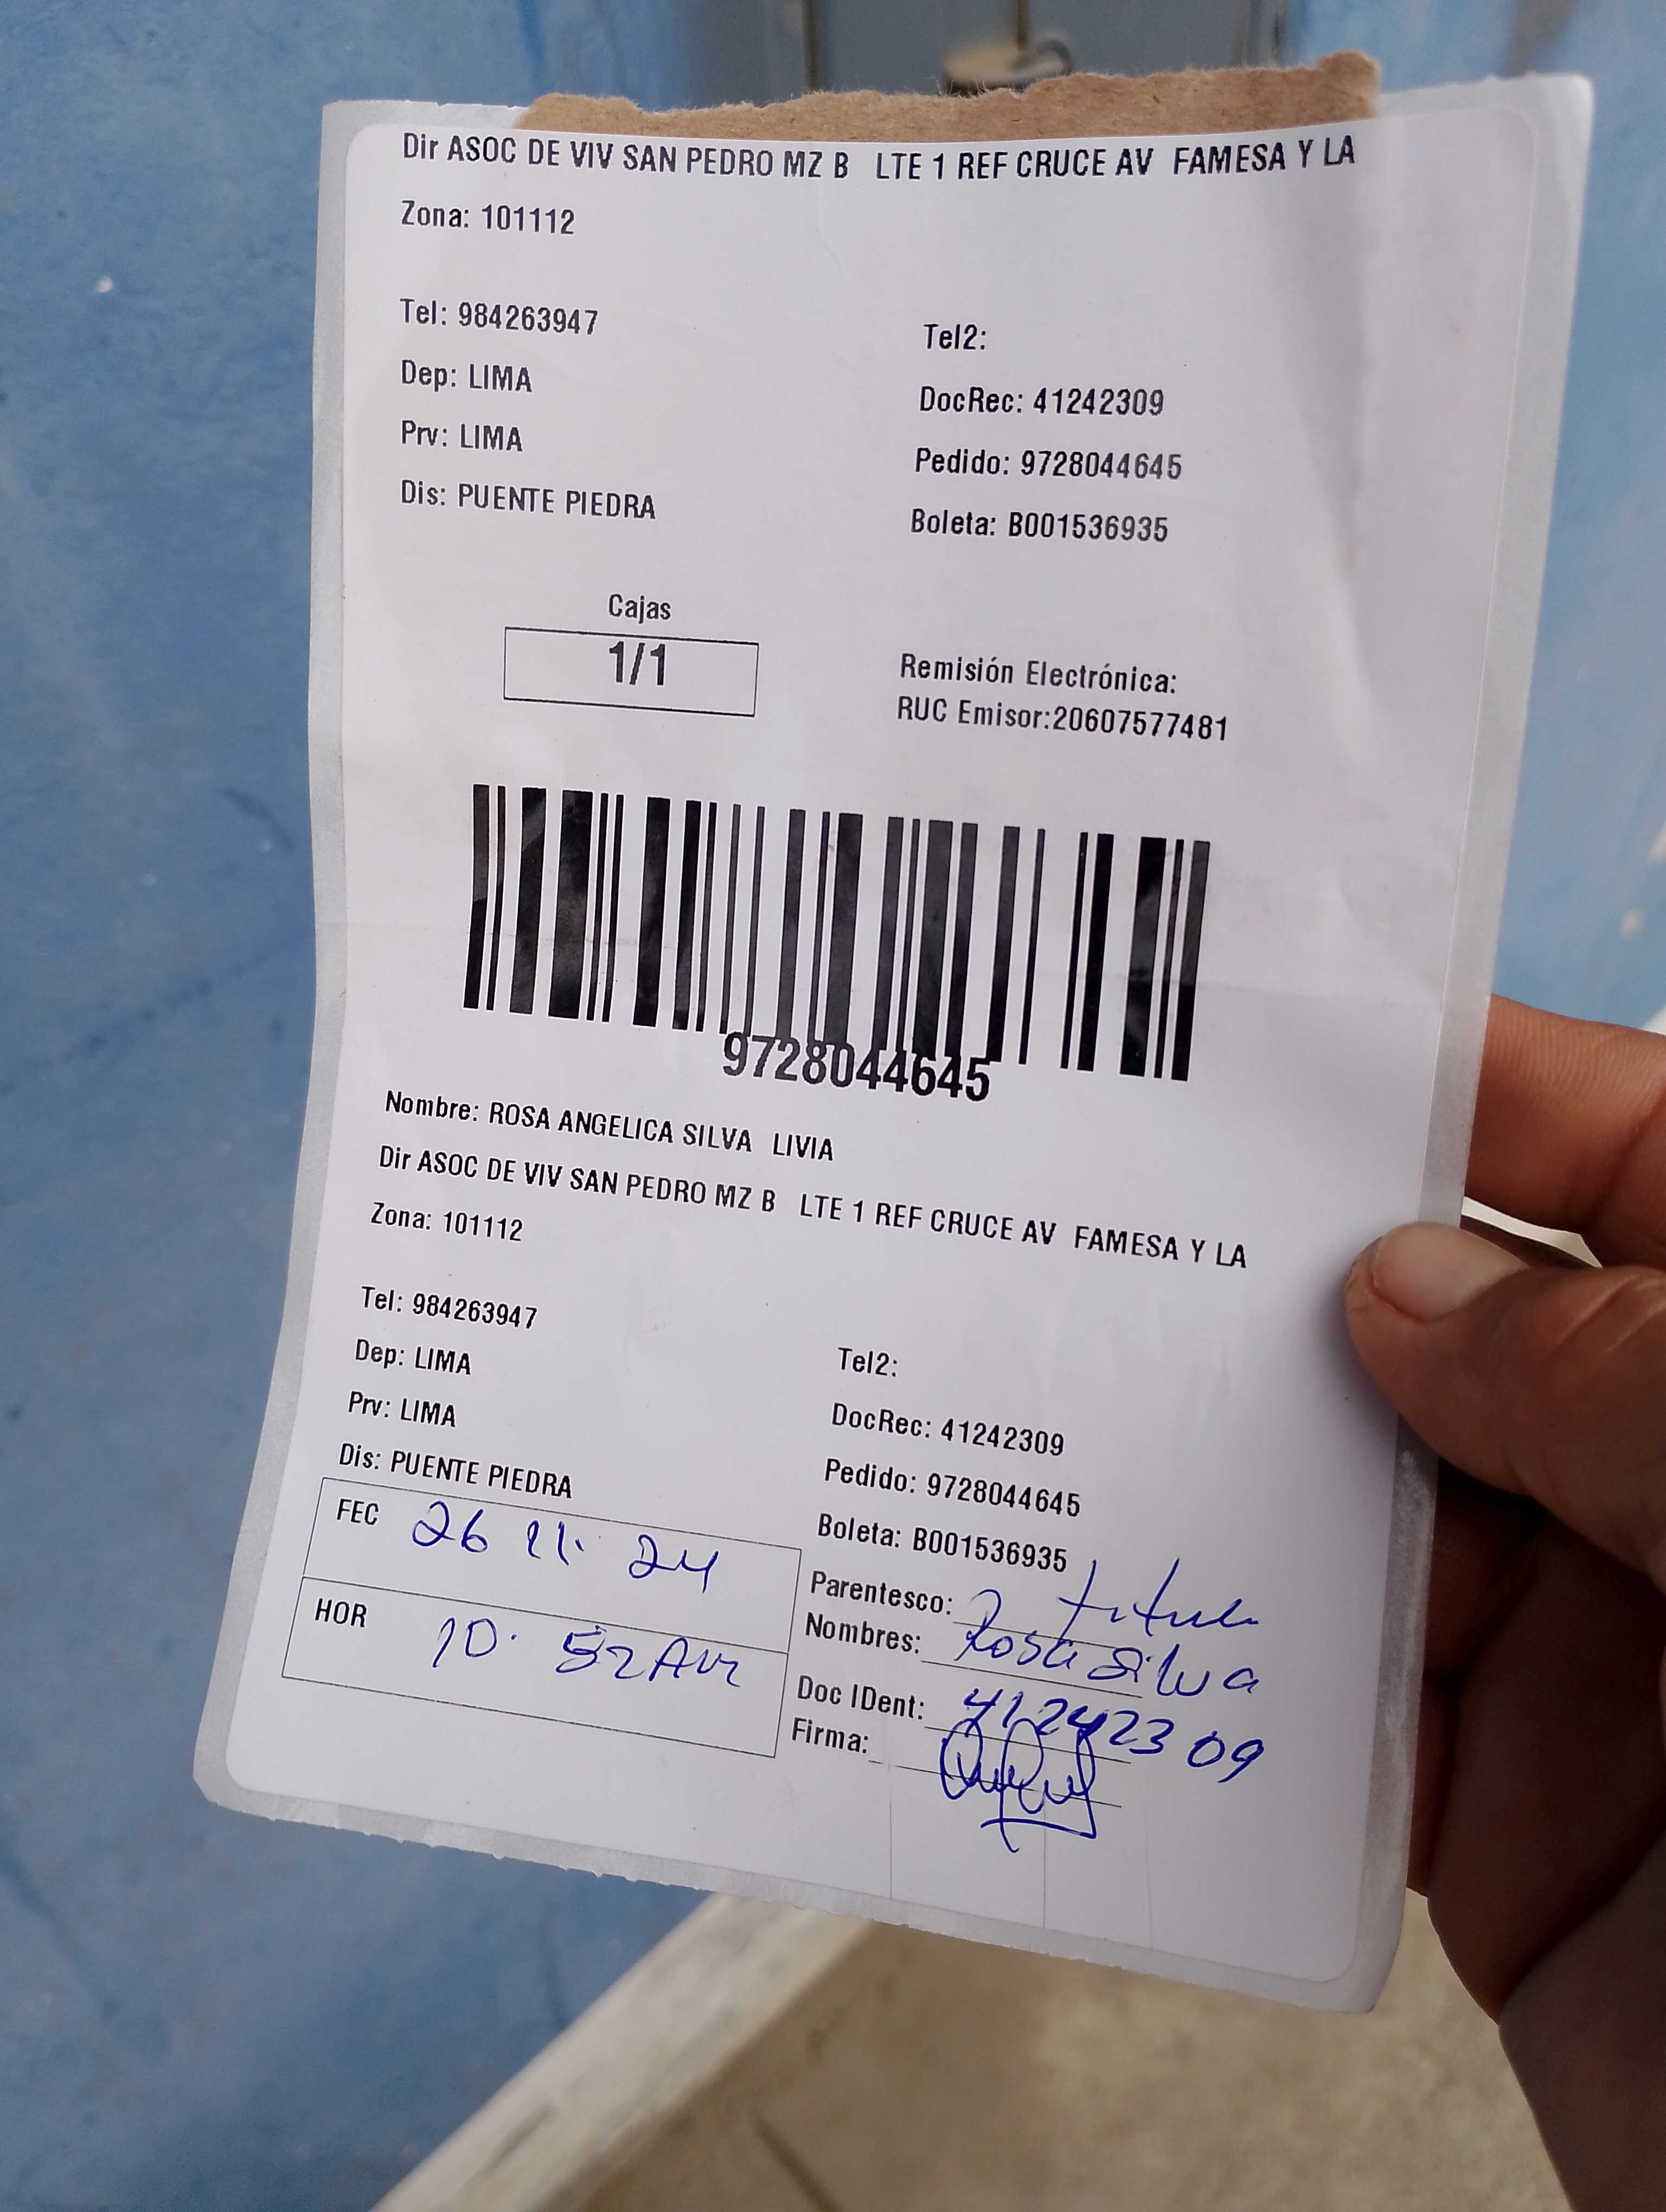 Dir ASOC DE VIV SAN PEDRO MZ B LTE 1 REF CRUCE AV FAMESA Y LA
Zona: 101112
Tel: 984263947
Tel2:
Dep: LIMA
DocRec: 41242309
Prv: LIMA
Pedido: 9728044645
Dis: PUENTE PIEDRA
Boleta: B001536935
Cajas
1/1
Remisión Electrónica:
RUC Emisor:20607577481
9728044645
Nombre: ROSA ANGELICA SILVA LIVIA
Dir ASOC DE VIV SAN PEDRO MZ B LTE 1 REF CRUCE AV FAMESA Y LA
Zona: 101112
Tel: 984263947
Tel2:
Dep: LIMA
DocRec: 41242309
Prv: LIMA
Pedido: 9728044645
Dis: PUENTE PIEDRA
Boleta: B001536935
FEC 26 11. 24
Parentesco:
HOR 10. 52 AM
Nombres: Rosa Silva
Doc IDent: 41242309
Firma: